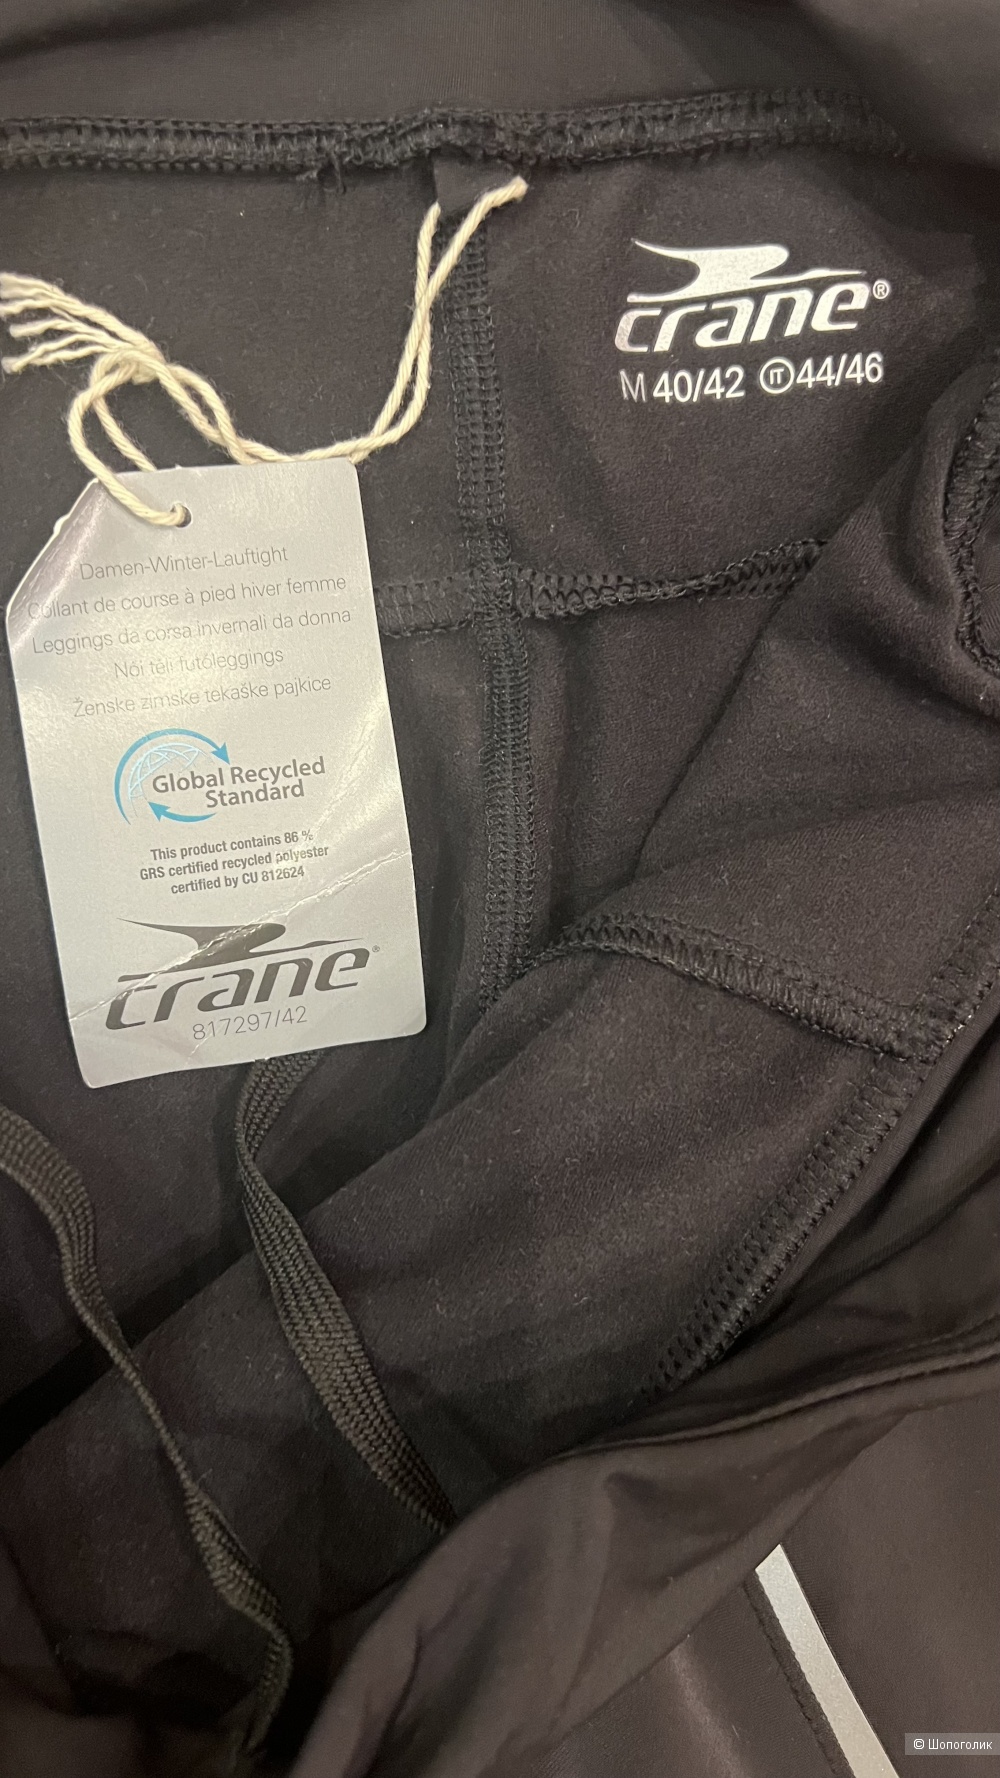 crane®
M 40/42 IT 44/46
Damen-Winter-Lauftight
Collant de course à pied hiver femme
Leggings da corsa invernali da donna
Női téli futóleggings
Ženske zimske tekaške pajkice
Global Recycled
Standard
This product contains 86 %
GRS certified recycled polyester
certified by CU 812624
crane®
817297/42
© Шопоголик